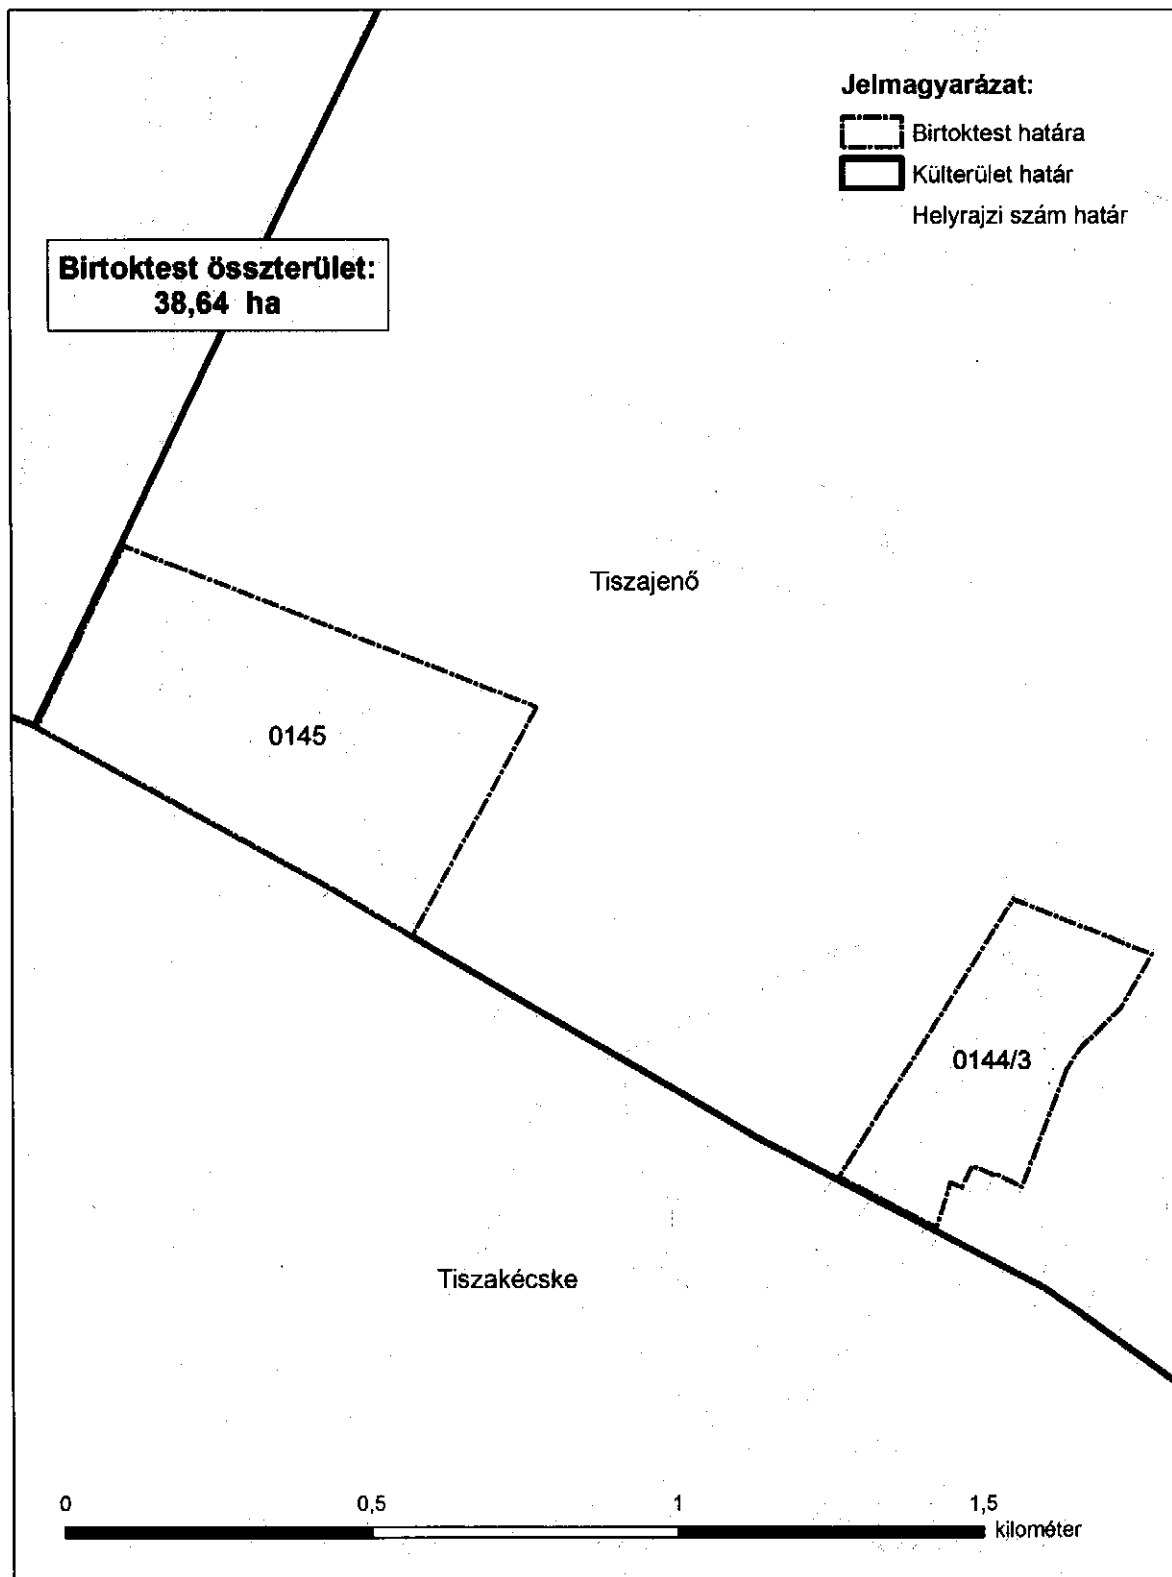 Jelmagyarázat:
Birtoktest határa
Külterület határ
Helyrajzi szám határ
Birtoktest összterület:
38,64 ha
Tiszajenő
0145
0144/3
Tiszakécske
0 0,5 1 1,5
kilométer